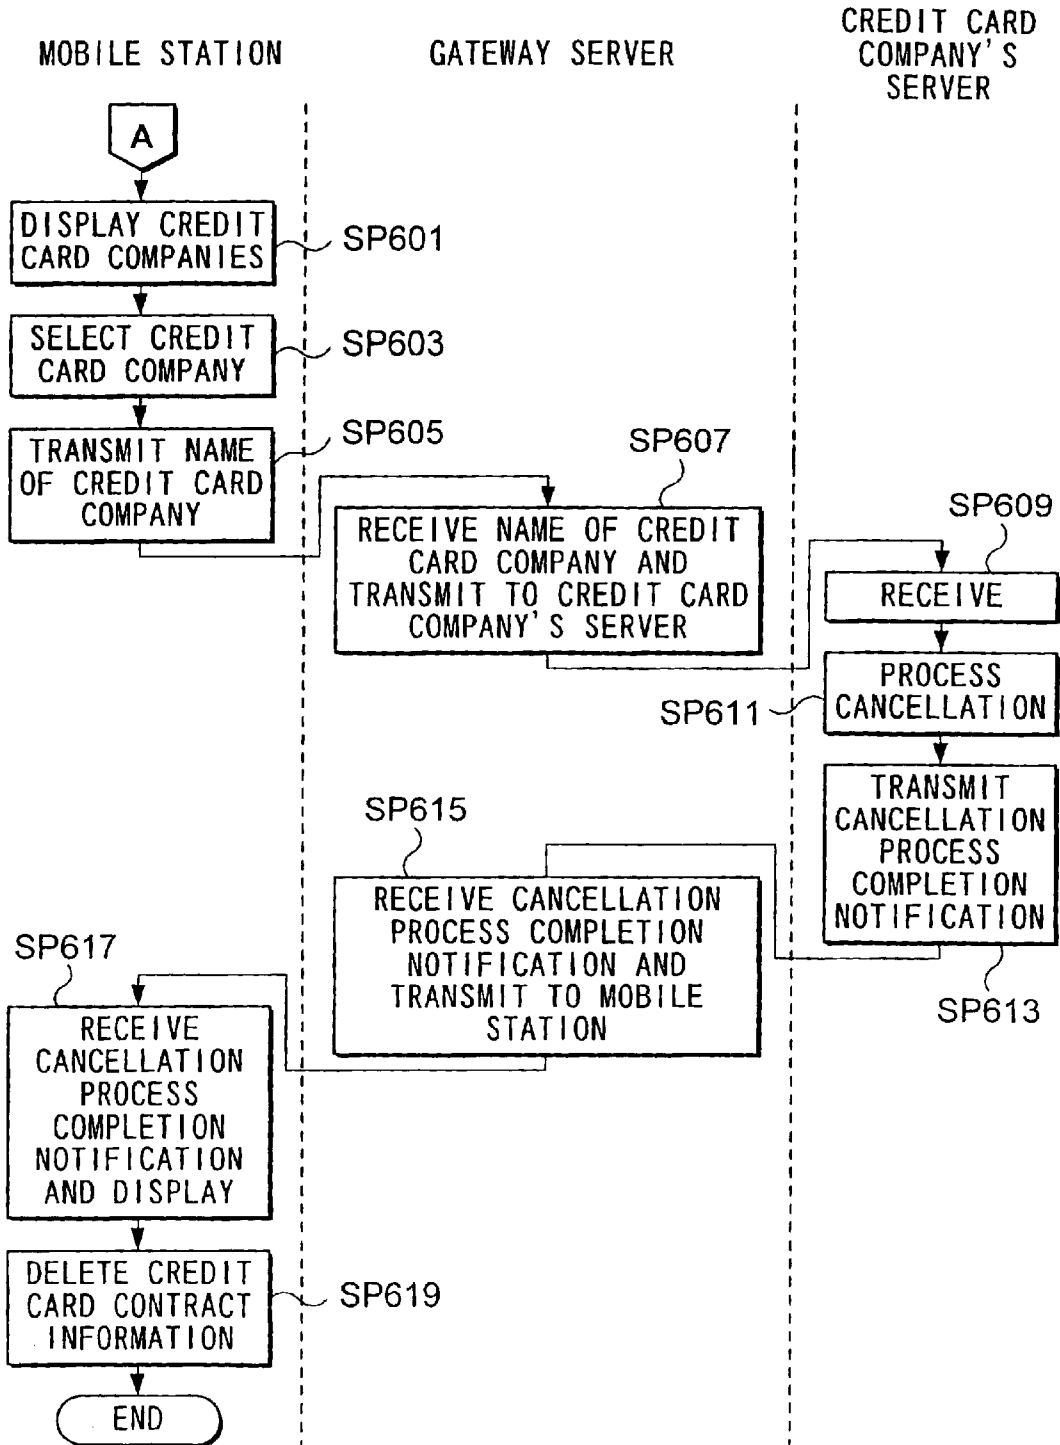 MOBILE STATION
GATEWAY SERVER
CREDIT CARD
COMPANY'S
SERVER
A
DISPLAY CREDIT
CARD COMPANIES
SP601
SELECT CREDIT
CARD COMPANY
SP603
TRANSMIT NAME
OF CREDIT CARD
COMPANY
SP605
SP607
RECEIVE NAME OF CREDIT
CARD COMPANY AND
TRANSMIT TO CREDIT CARD
COMPANY'S SERVER
SP609
RECEIVE
PROCESS
CANCELLATION
SP611
TRANSMIT
CANCELLATION
PROCESS
COMPLETION
NOTIFICATION
SP613
SP615
RECEIVE CANCELLATION
PROCESS COMPLETION
NOTIFICATION AND
TRANSMIT TO MOBILE
STATION
SP617
RECEIVE
CANCELLATION
PROCESS
COMPLETION
NOTIFICATION
AND DISPLAY
DELETE CREDIT
CARD CONTRACT
INFORMATION
SP619
END